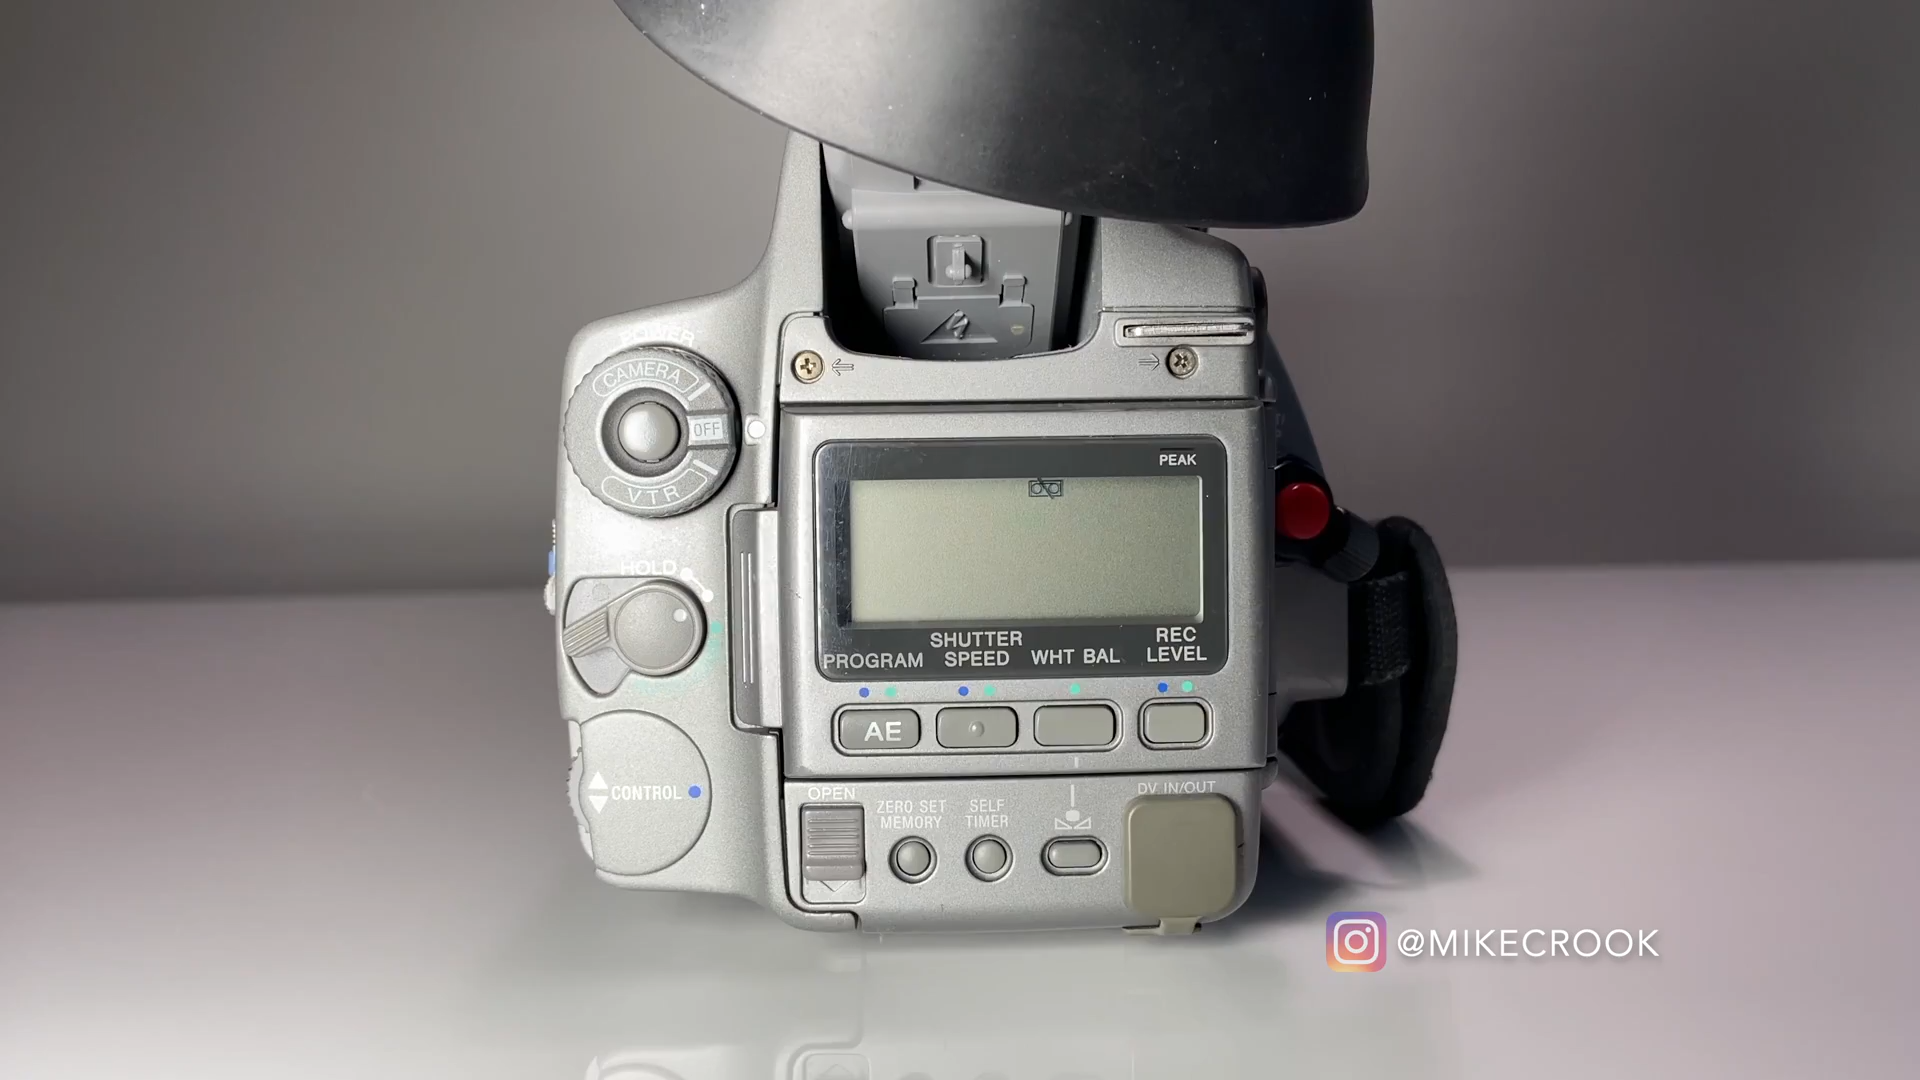 POWER
CAMERA
OFF
VTR
PEAK
HOLD
PROGRAM
SHUTTER
SPEED
WHT BAL
REC
LEVEL
AE
CONTROL
OPEN
ZERO SET
MEMORY
SELF
TIMER
DV IN/OUT
@MIKECROOK